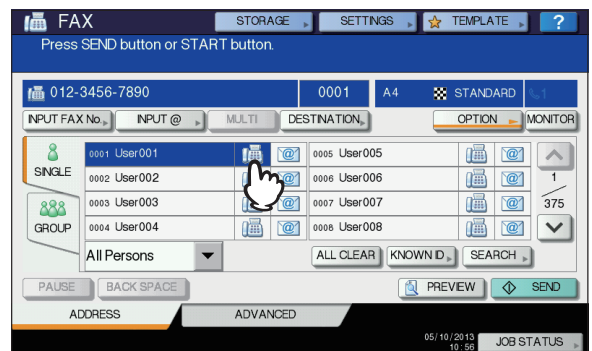 FAX STORAGE SETTINGS TEMPLATE ?
Press SEND button or START button.
012-3456-7890 0001 A4 STANDARD 1
INPUT FAX No. INPUT @ MULTI DESTINATION OPTION MONITOR
SINGLE
0001 User001 @ 0005 User005 @
0002 User002 @ 0006 User006 @
1
0003 User003 @ 0007 User007 @
375
GROUP
0004 User004 @ 0008 User008 @
All Persons ALL CLEAR KNOWN ID SEARCH
PAUSE BACK SPACE PREVIEW SEND
ADDRESS ADVANCED
05/10/2013
10:56
JOB STATUS